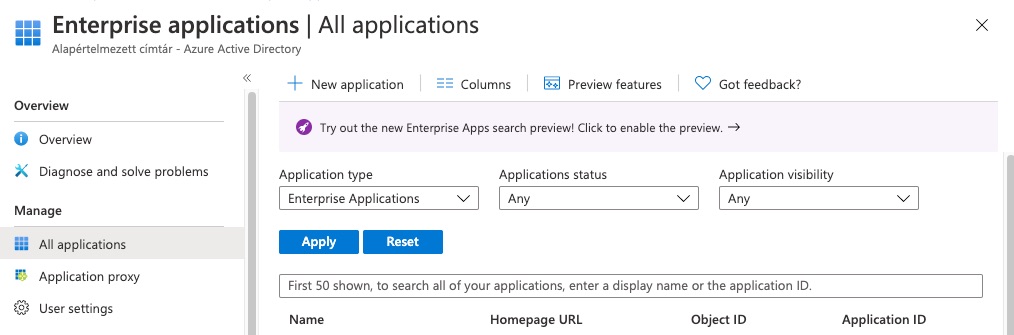 Enterprise applications | All applications
Alapértelmezett címtár - Azure Active Directory
Overview
Overview
Diagnose and solve problems
Manage
All applications
Application proxy
User settings
New application
Columns
Preview features
Got feedback?
Try out the new Enterprise Apps search preview! Click to enable the preview. →
Application type
Applications status
Application visibility
Enterprise Applications
Any
Any
Apply
Reset
First 50 shown, to search all of your applications, enter a display name or the application ID.
Name
Homepage URL
Object ID
Application ID